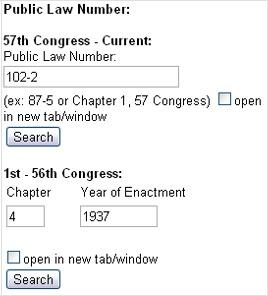 Public Law Number:
57th Congress - Current:
Public Law Number:
102-2
(ex: 87-5 or Chapter 1, 57 Congress) open
in new tab/window
Search
1st - 56th Congress:
Chapter Year of Enactment
4 1937
open in new tab/window
Search